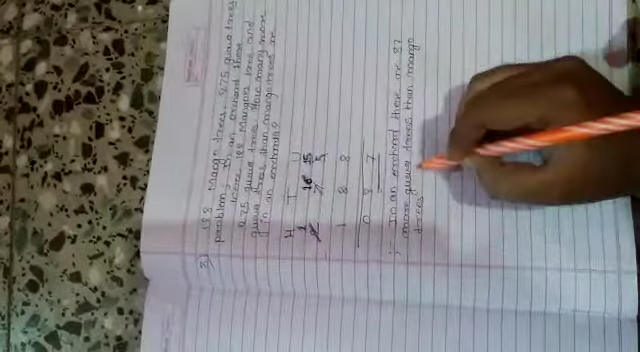 3) 188 Mango trees. 275 guava trees
problem :- In an orchard there
were 188 Mangoes trees and
275 guava trees. How many more
guava trees than mango trees are
in an orchard?
H T U
1 16 15
2 7 5
1 8 8
0 8 7
:- In an orchard there are 87
more guava trees than mango
trees